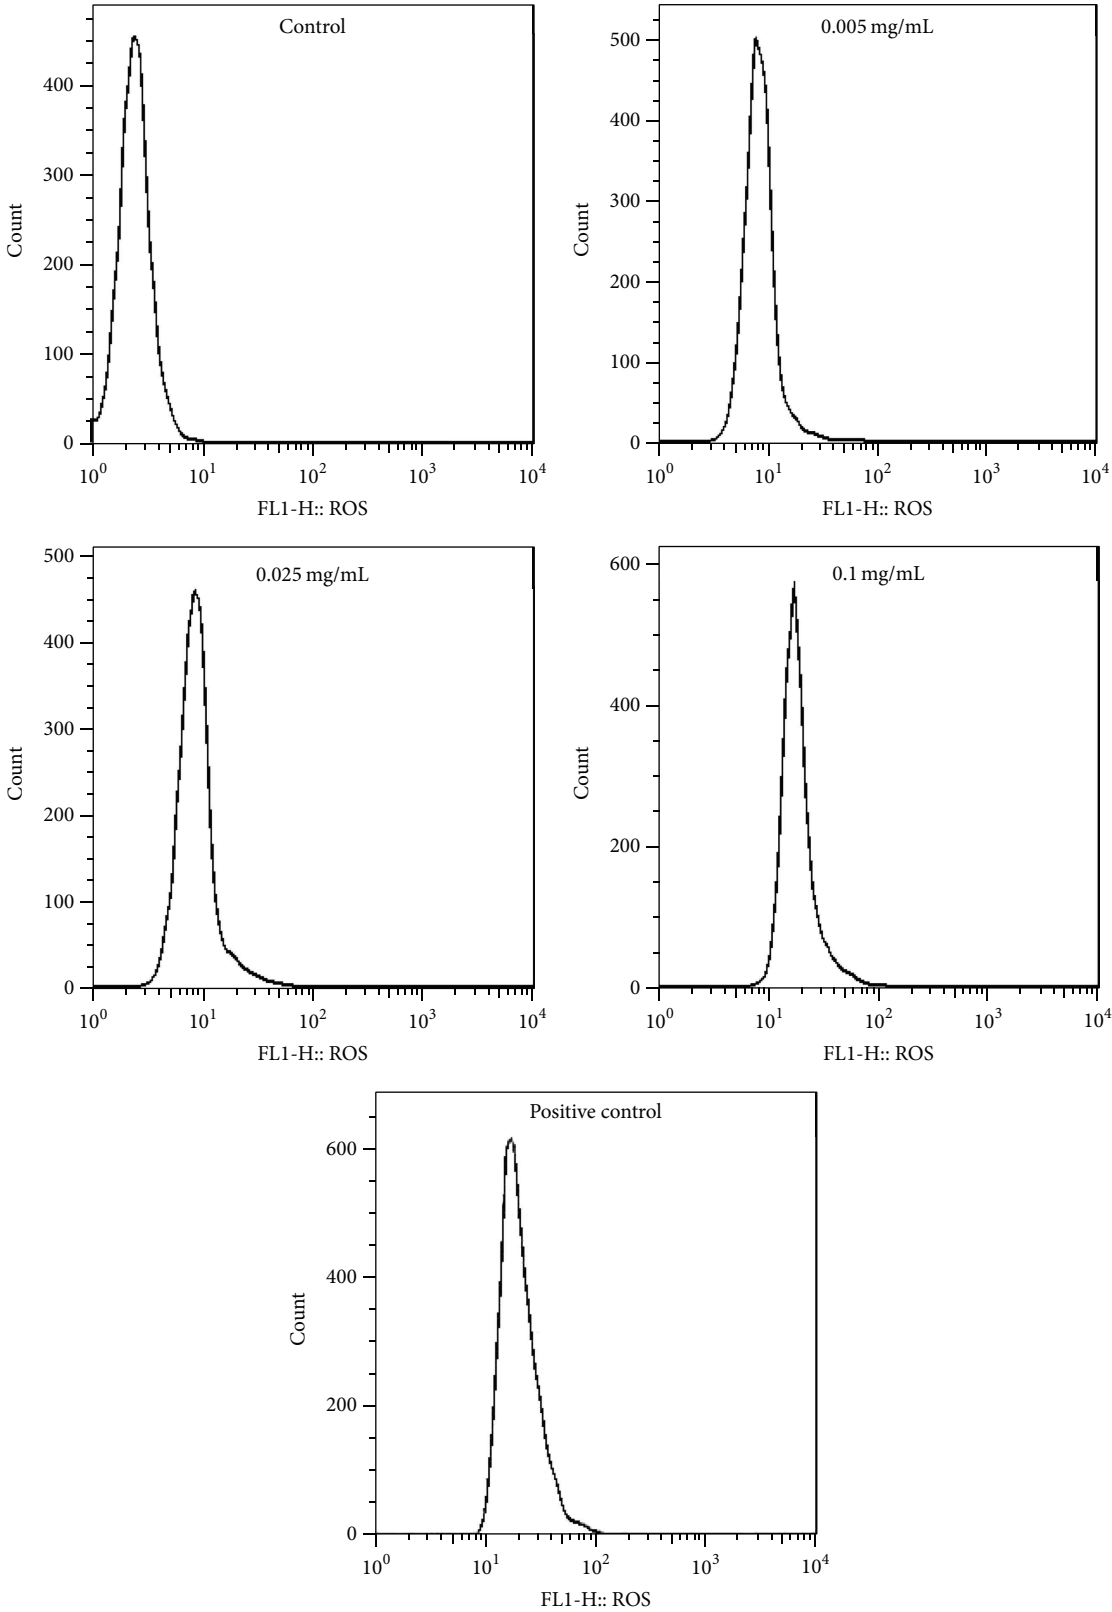 Control
400
300
200
100
0
Count
10^0 10^1 10^2 10^3 10^4
FL1-H:: ROS
0.005 mg/mL
500
400
300
200
100
0
Count
10^0 10^1 10^2 10^3 10^4
FL1-H:: ROS
0.025 mg/mL
500
400
300
200
100
0
Count
10^0 10^1 10^2 10^3 10^4
FL1-H:: ROS
0.1 mg/mL
600
400
200
0
Count
10^0 10^1 10^2 10^3 10^4
FL1-H:: ROS
Positive control
600
400
200
0
Count
10^0 10^1 10^2 10^3 10^4
FL1-H:: ROS